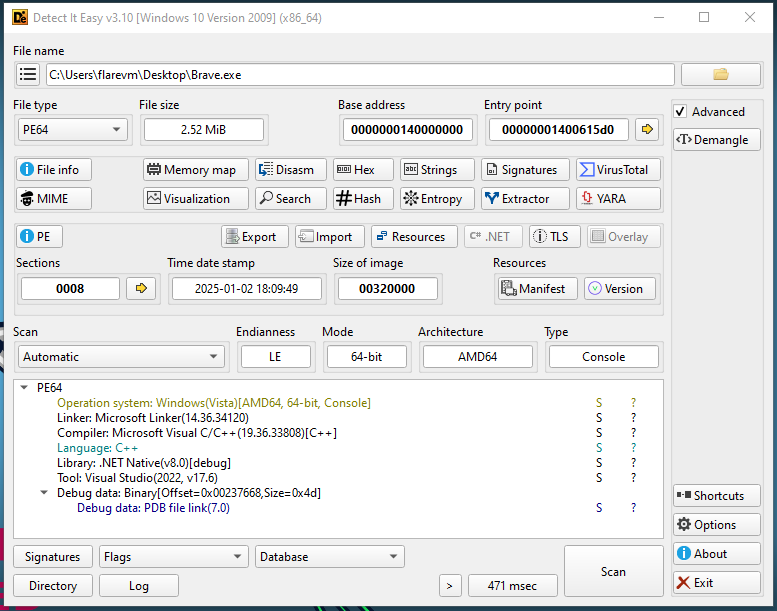 Detect It Easy v3.10 [Windows 10 Version 2009] (x86_64)
File name
C:\Users\flarevm\Desktop\Brave.exe
File type
File size
Base address
Entry point
Advanced
PE64
2.52 MiB
0000000140000000
00000001400615d0
Demangle
File info
Memory map
Disasm
Hex
Strings
Signatures
VirusTotal
MIME
Visualization
Search
Hash
Entropy
Extractor
YARA
PE
Export
Import
Resources
C# .NET
TLS
Overlay
Sections
Time date stamp
Size of image
Resources
0008
2025-01-02 18:09:49
00320000
Manifest
Version
Scan
Endianness
Mode
Architecture
Type
Automatic
LE
64-bit
AMD64
Console
PE64
Operation system: Windows(Vista)[AMD64, 64-bit, Console] S ?
Linker: Microsoft Linker(14.36.34120) S ?
Compiler: Microsoft Visual C/C++(19.36.33808)[C++] S ?
Language: C++ S ?
Library: .NET Native(v8.0)[debug] S ?
Tool: Visual Studio(2022, v17.6) S ?
Debug data: Binary[Offset=0x00237668,Size=0x4d]
Debug data: PDB file link(7.0) S ?
Shortcuts
Options
About
Exit
Signatures
Flags
Database
Scan
Directory
Log
>
471 msec